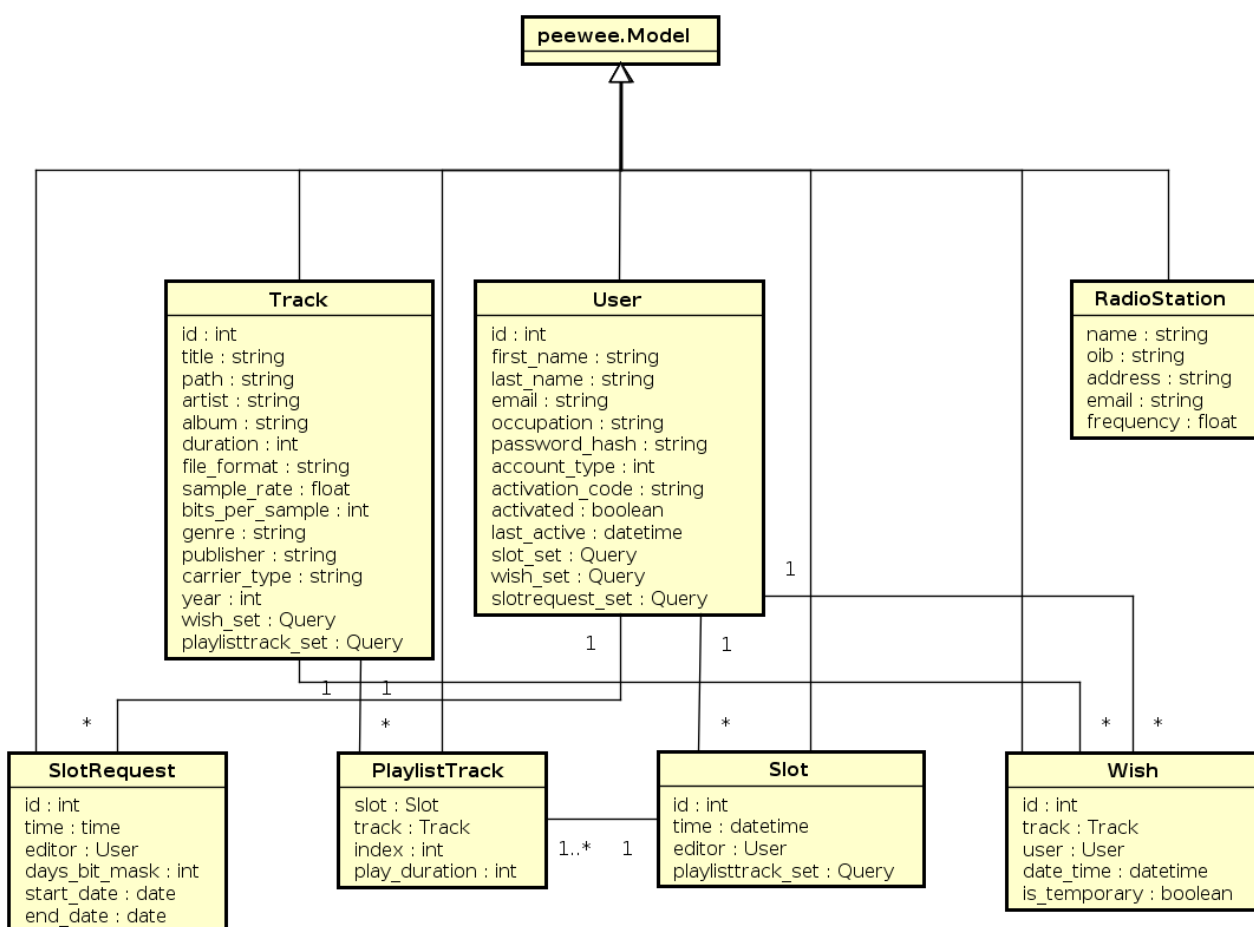 peewee.Model
Track
id : int
title : string
path : string
artist : string
album : string
duration : int
file_format : string
sample_rate : float
bits_per_sample : int
genre : string
publisher : string
carrier_type : string
year : int
wish_set : Query
playlisttrack_set : Query
User
id : int
first_name : string
last_name : string
email : string
occupation : string
password_hash : string
account_type : int
activation_code : string
activated : boolean
last_active : datetime
slot_set : Query
wish_set : Query
slotrequest_set : Query
RadioStation
name : string
oib : string
address : string
email : string
frequency : float
1
1
1
1
1
*
*
*
*
*
SlotRequest
id : int
time : time
editor : User
days_bit_mask : int
start_date : date
end_date : date
PlaylistTrack
slot : Slot
track : Track
index : int
play_duration : int
1..*
1
Slot
id : int
time : datetime
editor : User
playlisttrack_set : Query
Wish
id : int
track : Track
user : User
date_time : datetime
is_temporary : boolean